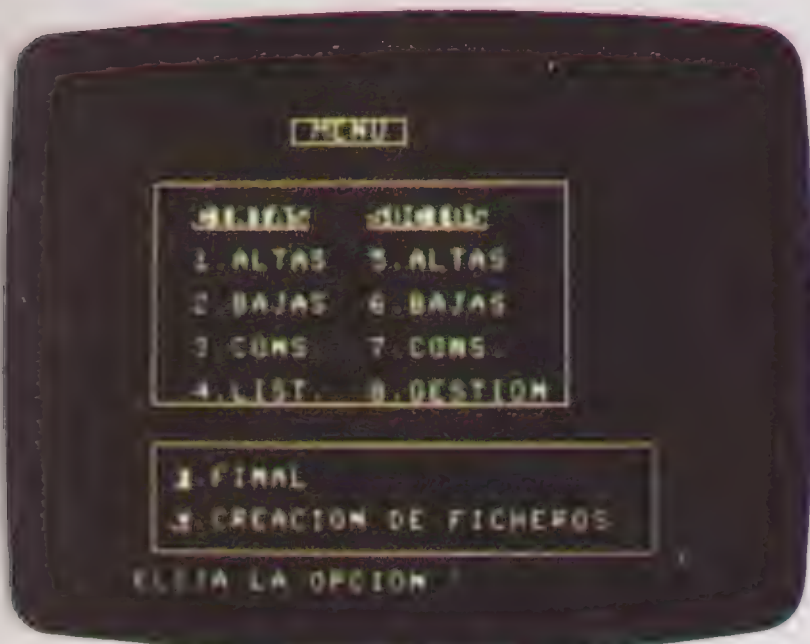 MENU
1.ALTAS 5.ALTAS
2 BAJAS 6.BAJAS
3 CONS 7.CONS.
4.LIST. 8.GESTION
FINAL
CREACION DE FICHEROS
ELIJA LA OPCION